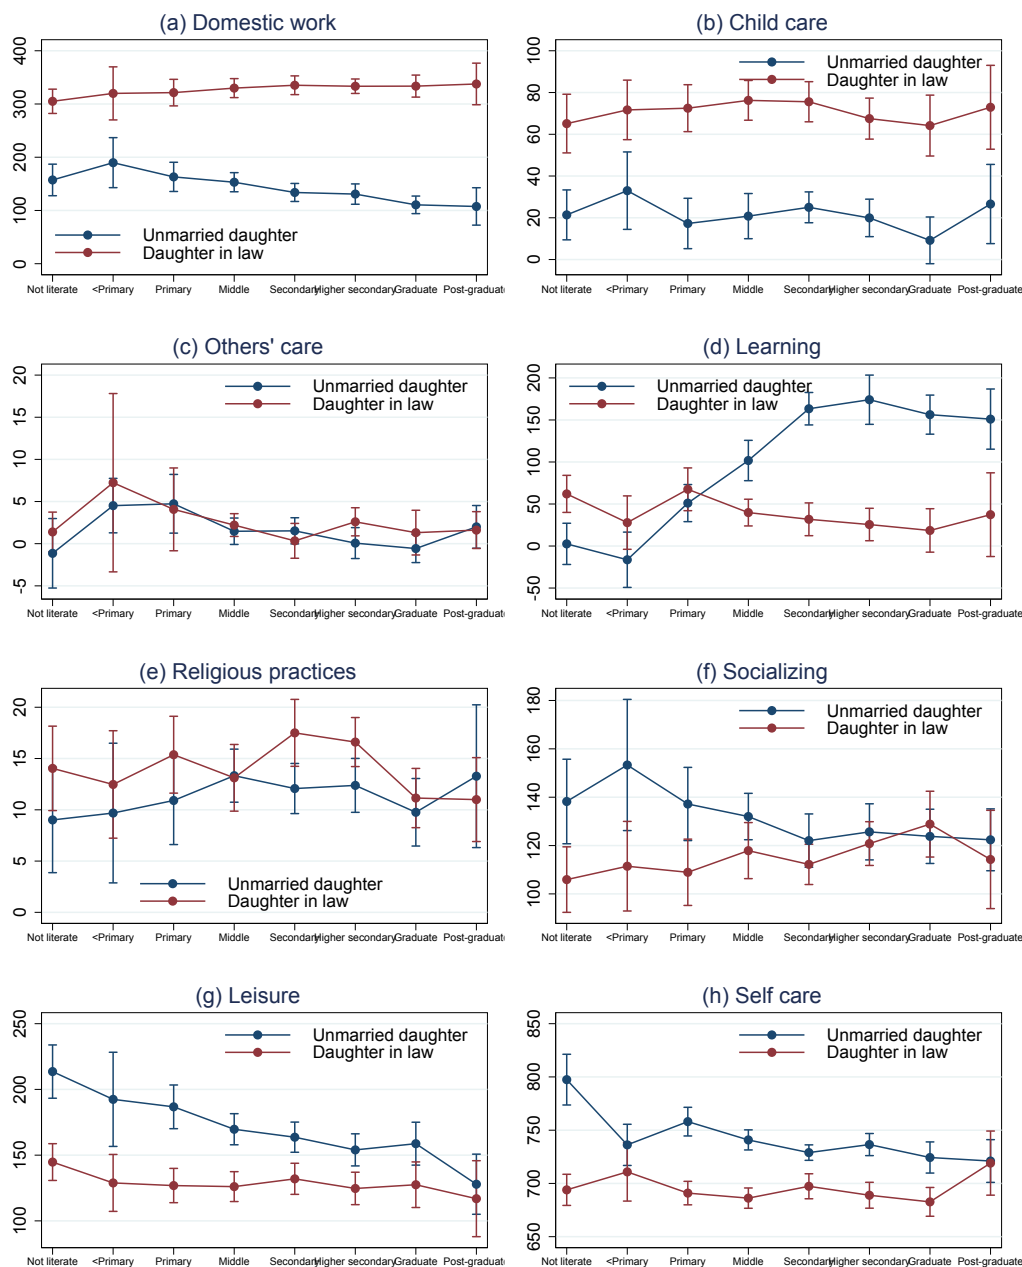 (a) Domestic work
400
300
200
100
0
Unmarried daughter
Daughter in law
Not literate <Primary Primary Middle Secondary Higher secondary Graduate Post-graduate
(b) Child care
100
80
60
40
20
0
Unmarried daughter
Daughter in law
Not literate <Primary Primary Middle Secondary Higher secondary Graduate Post-graduate
(c) Others' care
20
15
10
5
0
-5
Unmarried daughter
Daughter in law
Not literate <Primary Primary Middle Secondary Higher secondary Graduate Post-graduate
(d) Learning
200
150
100
50
0
-50
Unmarried daughter
Daughter in law
Not literate <Primary Primary Middle Secondary Higher secondary Graduate Post-graduate
(e) Religious practices
20
15
10
5
0
Unmarried daughter
Daughter in law
Not literate <Primary Primary Middle Secondary Higher secondary Graduate Post-graduate
(f) Socializing
180
160
140
120
100
Unmarried daughter
Daughter in law
Not literate <Primary Primary Middle Secondary Higher secondary Graduate Post-graduate
(g) Leisure
250
200
150
100
Unmarried daughter
Daughter in law
Not literate <Primary Primary Middle Secondary Higher secondary Graduate Post-graduate
(h) Self care
850
800
750
700
650
Unmarried daughter
Daughter in law
Not literate <Primary Primary Middle Secondary Higher secondary Graduate Post-graduate